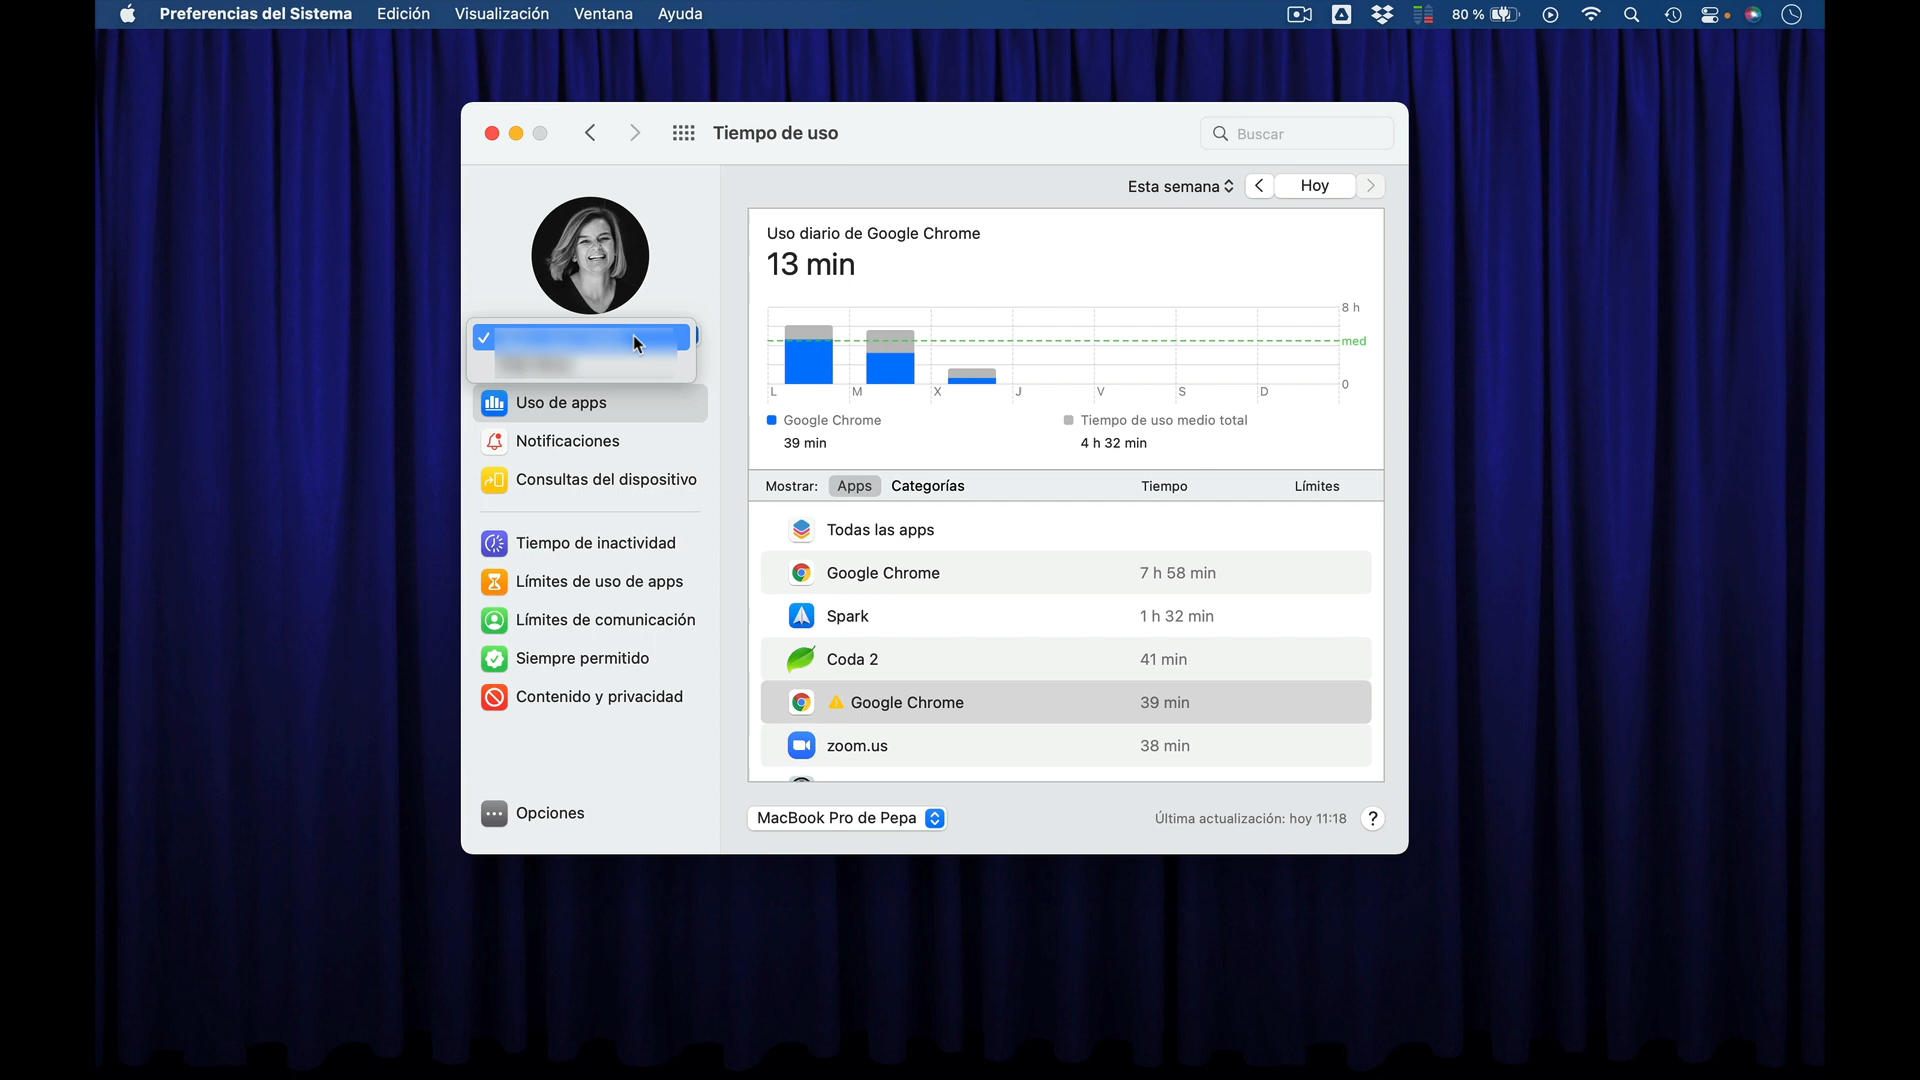 Preferencias del Sistema Edición Visualización Ventana Ayuda 80 %
Tiempo de uso Buscar
Esta semana Hoy
Uso diario de Google Chrome
13 min
8 h
med
0
L M X J V S D
Google Chrome Tiempo de uso medio total
39 min 4 h 32 min
Uso de apps
Notificaciones
Consultas del dispositivo
Tiempo de inactividad
Límites de uso de apps
Límites de comunicación
Siempre permitido
Contenido y privacidad
Opciones
Mostrar: Apps Categorías Tiempo Límites
Todas las apps
Google Chrome 7 h 58 min
Spark 1 h 32 min
Coda 2 41 min
Google Chrome 39 min
zoom.us 38 min
MacBook Pro de Pepa Última actualización: hoy 11:18 ?